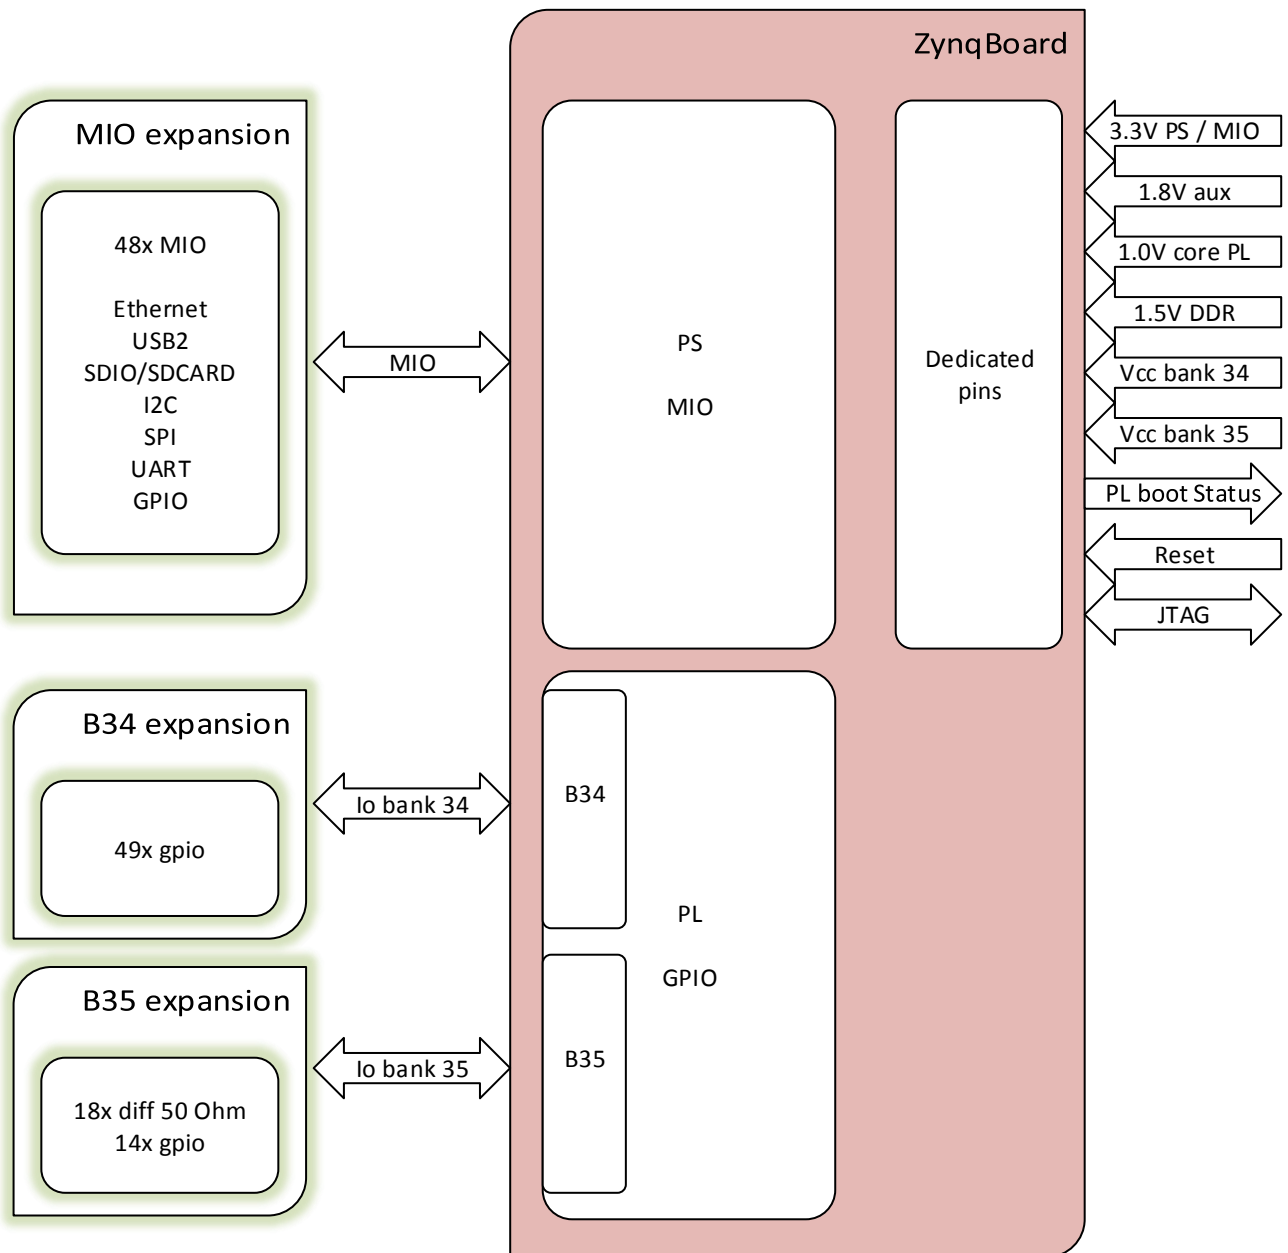 ZynqBoard
MIO expansion
48x MIO
Ethernet
USB2
SDIO/SDCARD
I2C
SPI
UART
GPIO
MIO
PS
MIO
Dedicated
pins
3.3V PS / MIO
1.8V aux
1.0V core PL
1.5V DDR
Vcc bank 34
Vcc bank 35
PL boot Status
Reset
JTAG
B34 expansion
49x gpio
Io bank 34
B34
PL
GPIO
B35 expansion
18x diff 50 Ohm
14x gpio
Io bank 35
B35